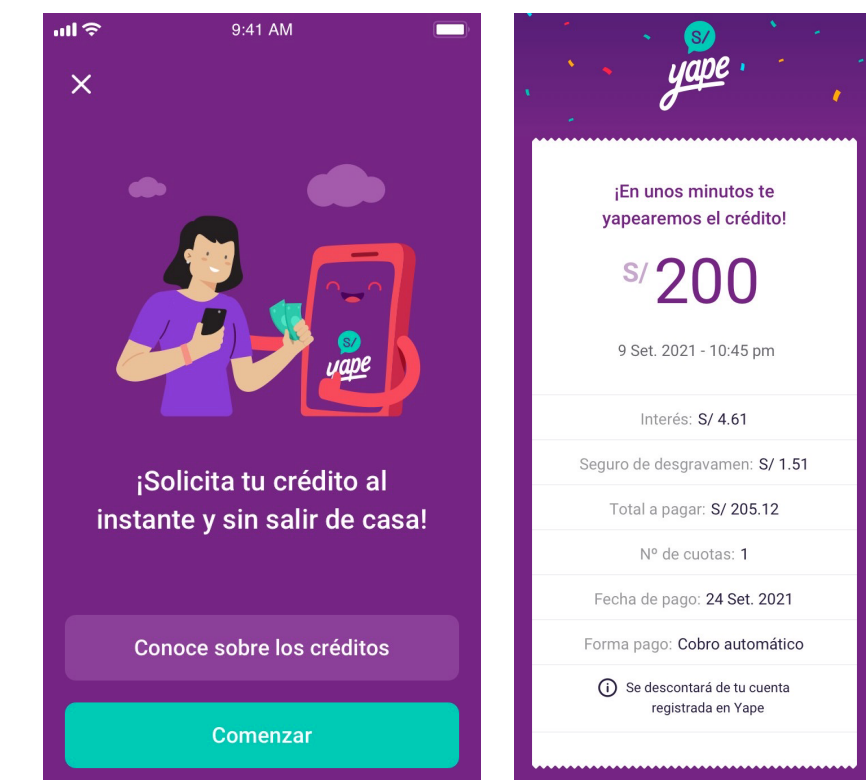 9:41 AM
S/
yape
¡Solicita tu crédito al
instante y sin salir de casa!
Conoce sobre los créditos
Comenzar
S/
yape
¡En unos minutos te
yapearemos el crédito!
S/ 200
9 Set. 2021 - 10:45 pm
Interés: S/ 4.61
Seguro de desgravamen: S/ 1.51
Total a pagar: S/ 205.12
Nº de cuotas: 1
Fecha de pago: 24 Set. 2021
Forma pago: Cobro automático
Se descontará de tu cuenta
registrada en Yape